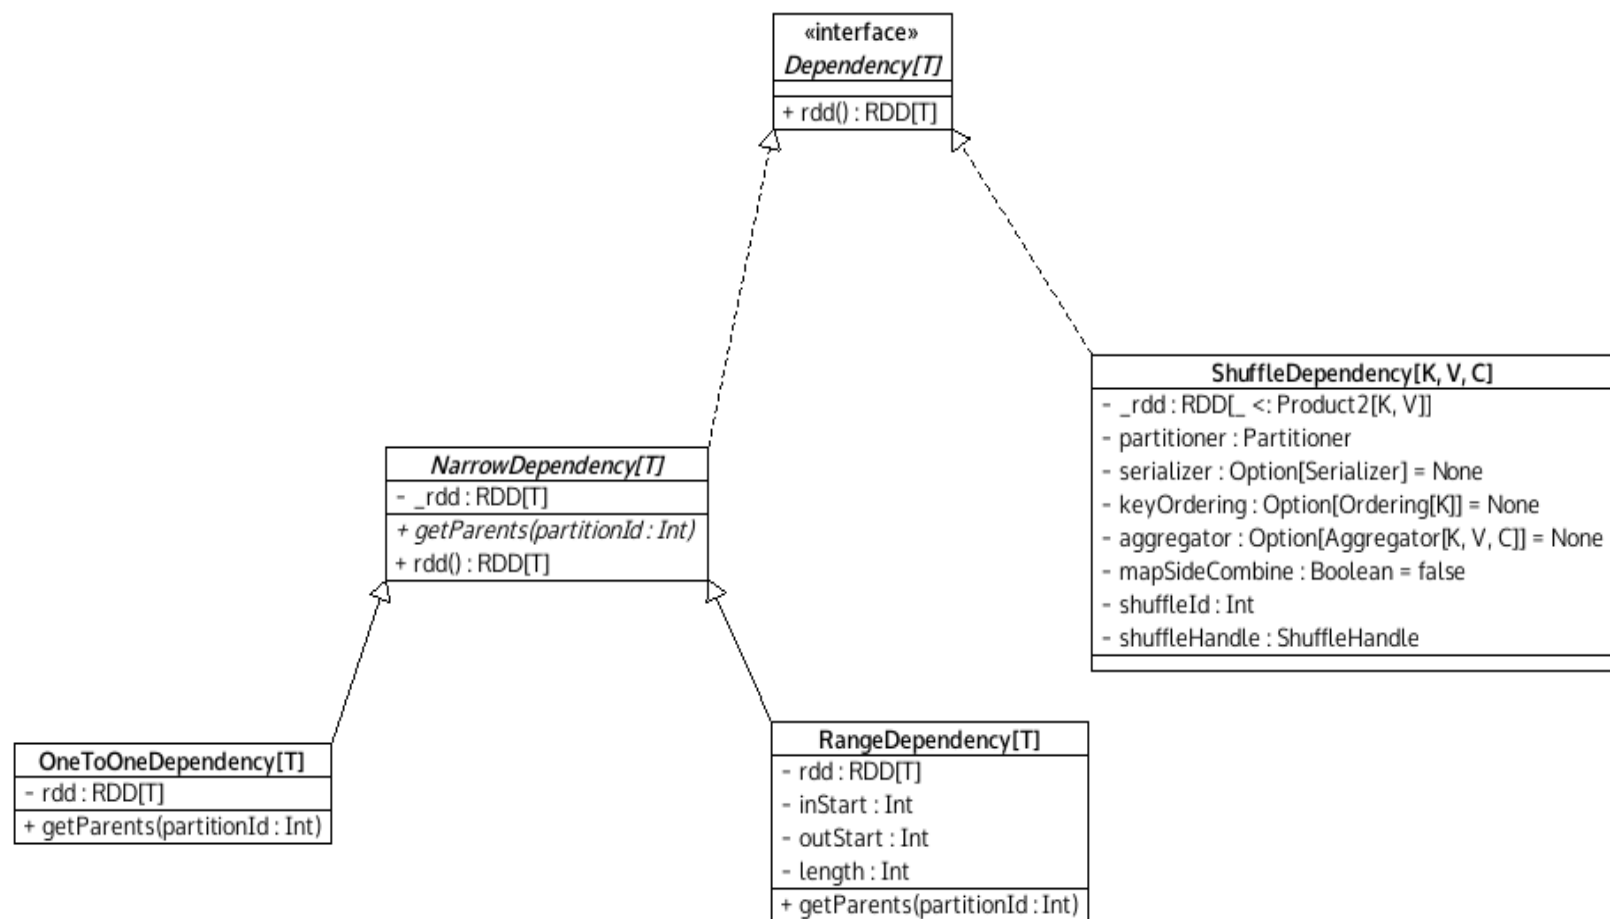 «interface»
Dependency[T]
+ rdd() : RDD[T]
ShuffleDependency[K, V, C]
- _rdd : RDD[_ <: Product2[K, V]]
- partitioner : Partitioner
- serializer : Option[Serializer] = None
- keyOrdering : Option[Ordering[K]] = None
- aggregator : Option[Aggregator[K, V, C]] = None
- mapSideCombine : Boolean = false
- shuffleId : Int
- shuffleHandle : ShuffleHandle
NarrowDependency[T]
- _rdd : RDD[T]
+ getParents(partitionId : Int)
+ rdd() : RDD[T]
OneToOneDependency[T]
- rdd : RDD[T]
+ getParents(partitionId : Int)
RangeDependency[T]
- rdd : RDD[T]
- inStart : Int
- outStart : Int
- length : Int
+ getParents(partitionId : Int)